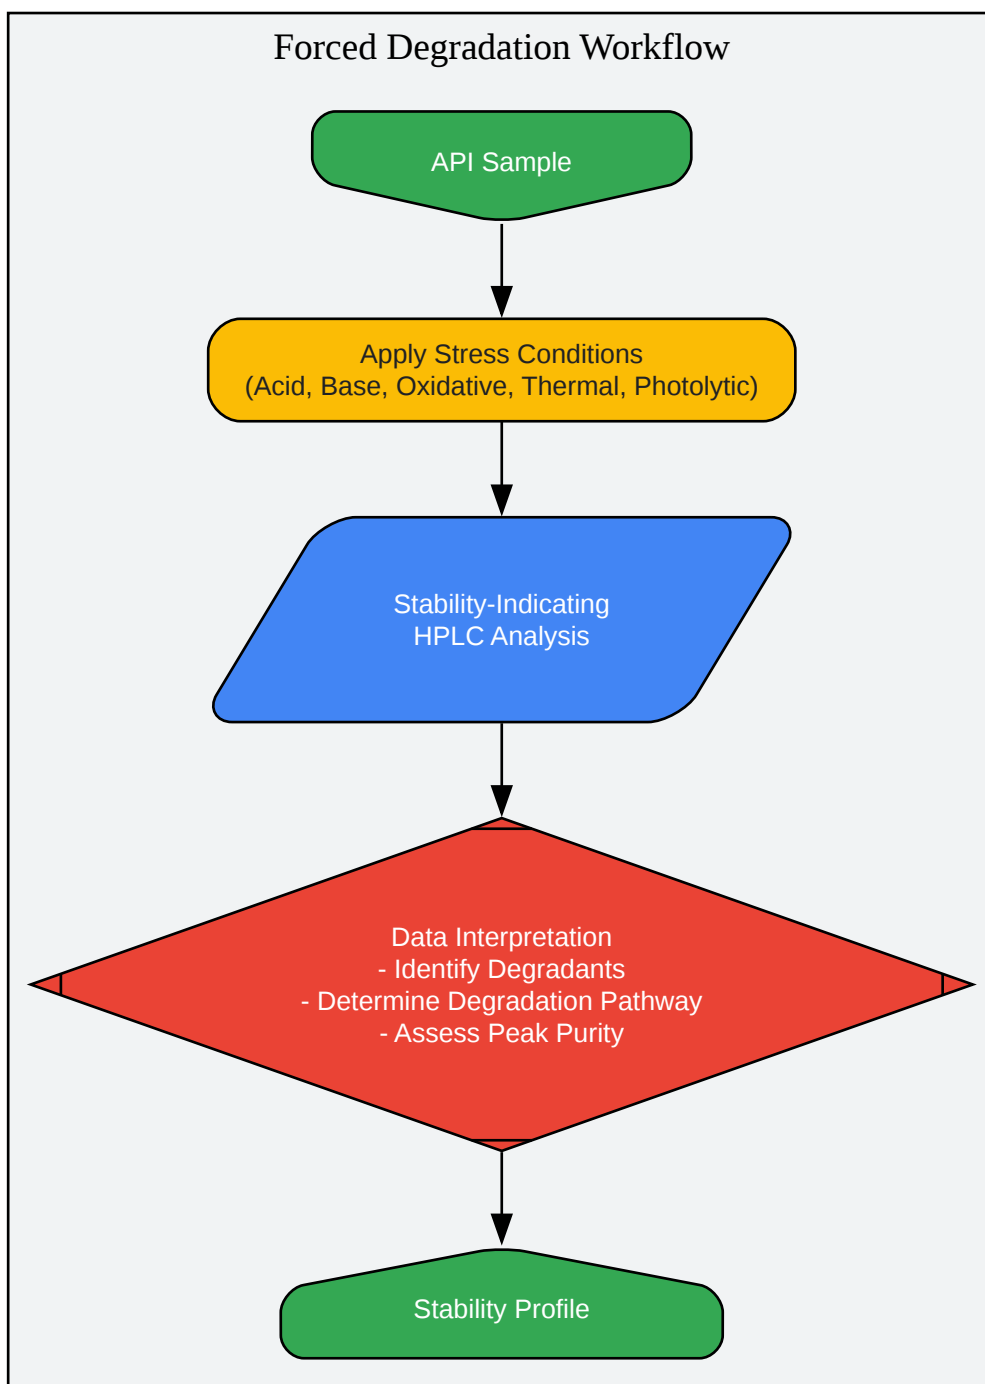 Forced Degradation Workflow
API Sample
Apply Stress Conditions
(Acid, Base, Oxidative, Thermal, Photolytic)
Stability-Indicating
HPLC Analysis
Data Interpretation
- Identify Degradants
- Determine Degradation Pathway
- Assess Peak Purity
Stability Profile